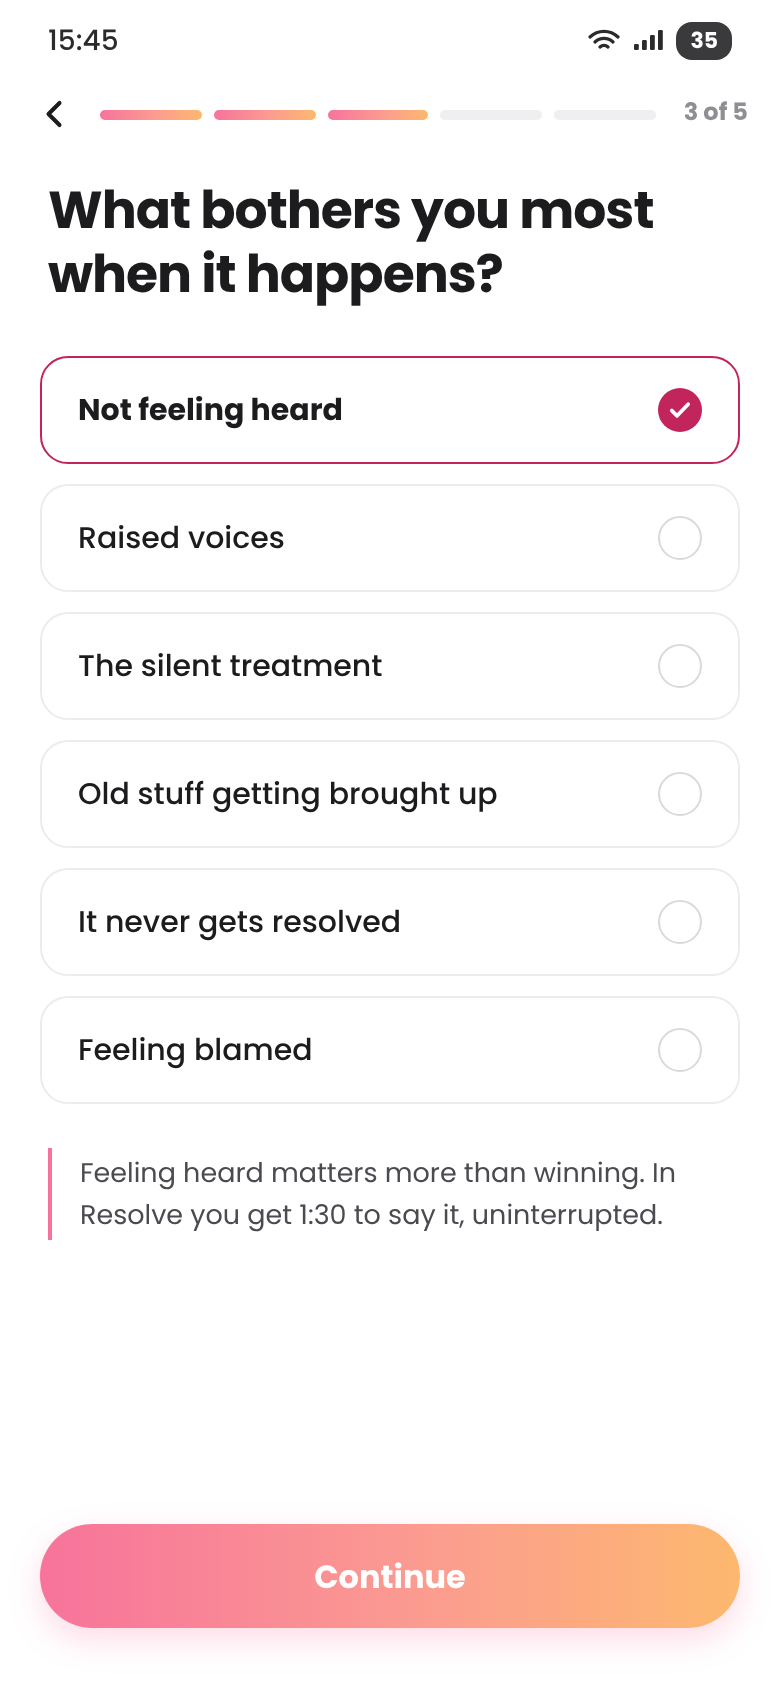 15:45
35
3 of 5
What bothers you most
when it happens?
Not feeling heard
Raised voices
The silent treatment
Old stuff getting brought up
It never gets resolved
Feeling blamed
Feeling heard matters more than winning. In
Resolve you get 1:30 to say it, uninterrupted.
Continue